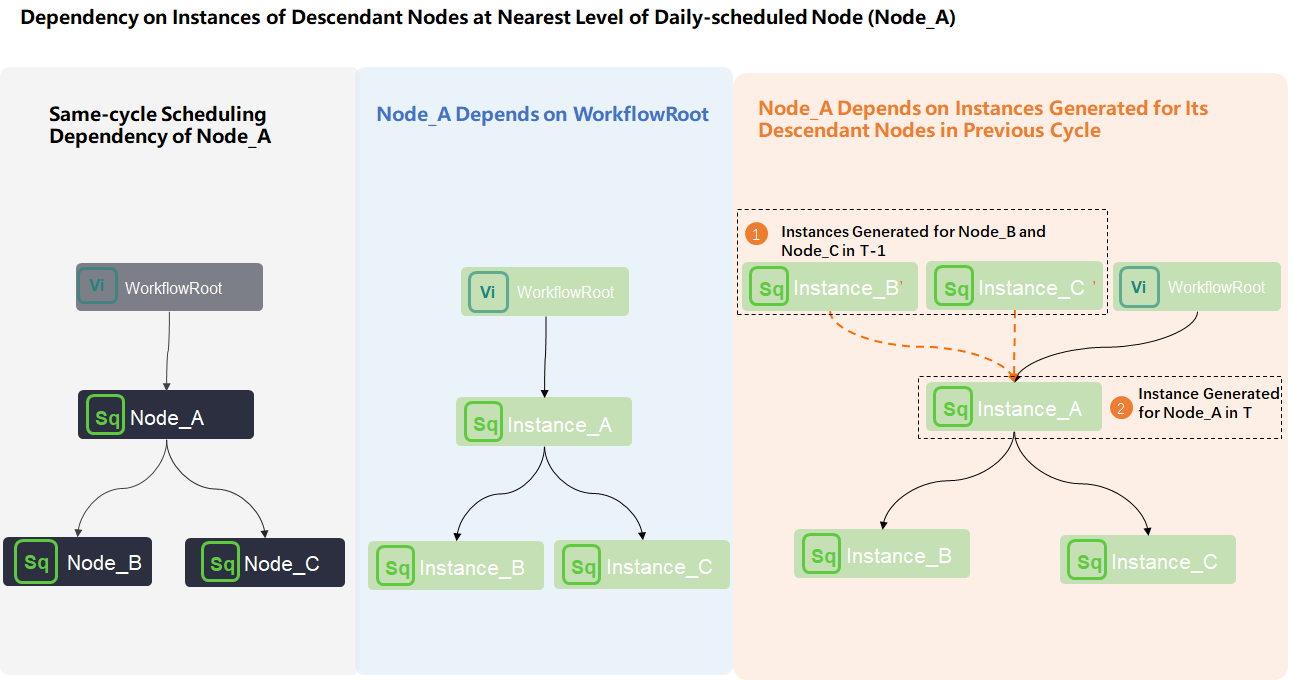 Dependency on Instances of Descendant Nodes at Nearest Level of Daily-scheduled Node (Node_A)
Same-cycle Scheduling
Dependency of Node_A
Vi WorkflowRoot
Sq Node_A
Sq Node_B
Sq Node_C
Node_A Depends on WorkflowRoot
Vi WorkflowRoot
Sq Instance_A
Sq Instance_B
Sq Instance_C
Node_A Depends on Instances Generated for Its
Descendant Nodes in Previous Cycle
1 Instances Generated for Node_B and
Node_C in T-1
Sq Instance_B'
Sq Instance_C '
Vi WorkflowRoot
Sq Instance_A
2 Instance Generated
for Node_A in T
Sq Instance_B
Sq Instance_C